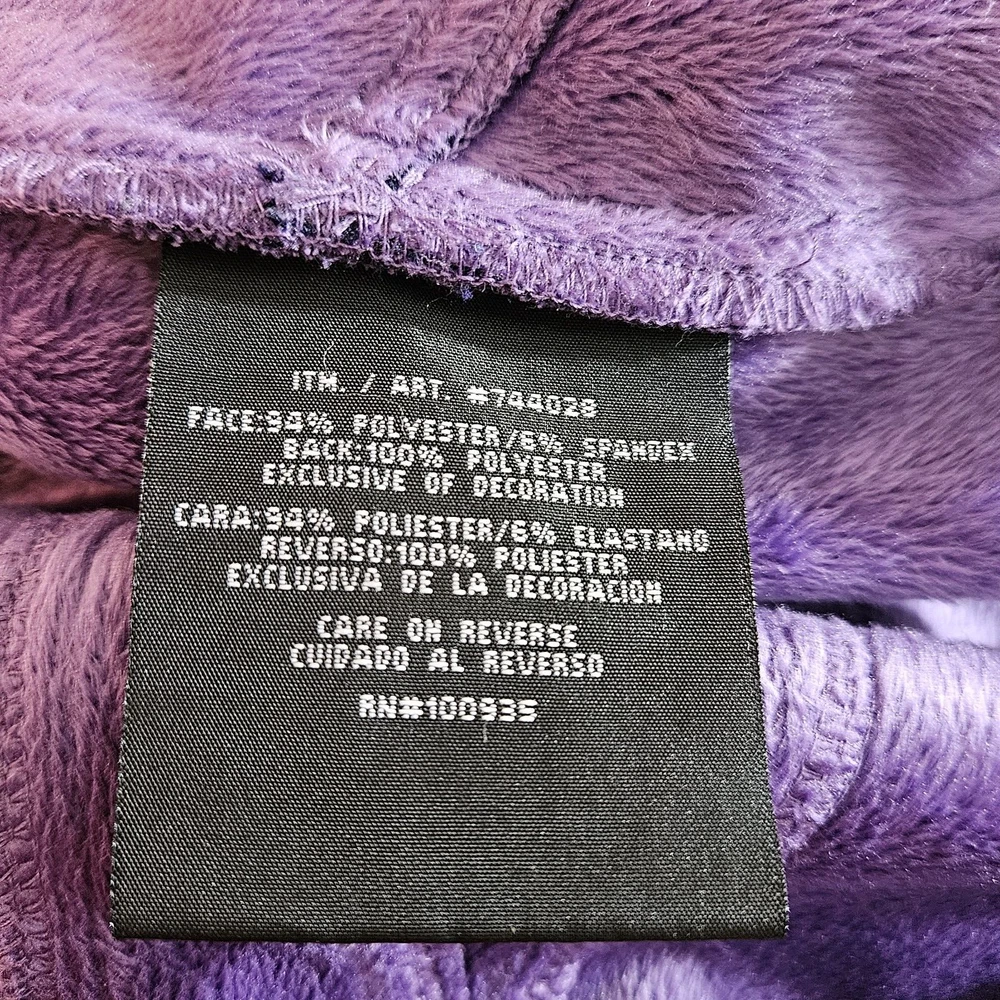 ITM. / ART. #744028
FACE:94% POLYESTER/6% SPANDEX
BACK:100% POLYESTER
EXCLUSIVE OF DECORATION
CARA:94% POLIESTER/6% ELASTANO
REVERSO:100% POLIESTER
EXCLUSIVA DE LA DECORACION
CARE ON REVERSE
CUIDADO AL REVERSO
RN#100935